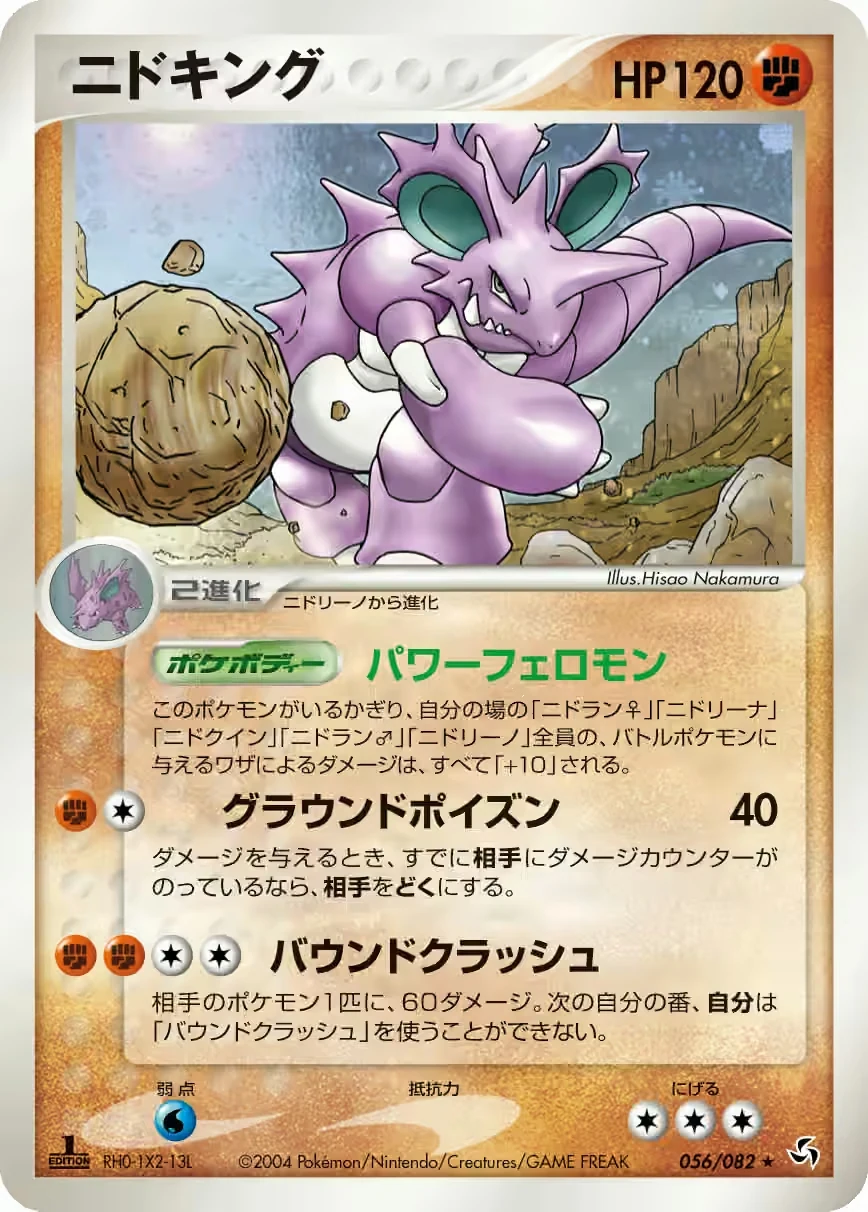 ニドキング
HP120
2進化
ニドリーノから進化
Illus.Hisao Nakamura
ポケボディー
パワーフェロモン
このポケモンがいるかぎり、自分の場の「ニドラン♀」「ニドリーナ」
「ニドクイン」「ニドラン♂」「ニドリーノ」全員の、バトルポケモンに
与えるワザによるダメージは、すべて「+10」される。
グラウンドポイズン 40
ダメージを与えるとき、すでに相手にダメージカウンターが
のっているなら、相手をどくにする。
バウンドクラッシュ
相手のポケモン1匹に、60ダメージ。次の自分の番、自分は
「バウンドクラッシュ」を使うことができない。
弱点 抵抗力 にげる
1 EDITION RH0-1X2-13L ©2004 Pokémon/Nintendo/Creatures/GAME FREAK 056/082 ★